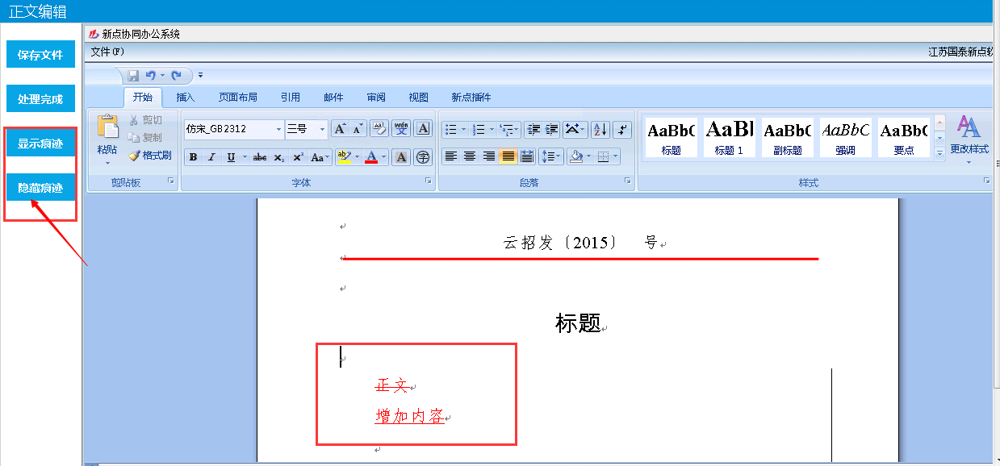 正文编辑
新点协同办公系统
文件(F)
江苏国泰新点软
保存文件
处理完成
显示痕迹
隐藏痕迹
开始 插入 页面布局 引用 邮件 审阅 视图 新点插件
粘贴
剪切
复制
格式刷
剪贴板
仿宋_GB2312 三号
字体
段落
AaBbC AaBl AaBbC AaBbC AaBbC
标题 标题 1 副标题 强调 要点
更改样式
样式
云招发〔2015〕 号
标题
正文
增加内容